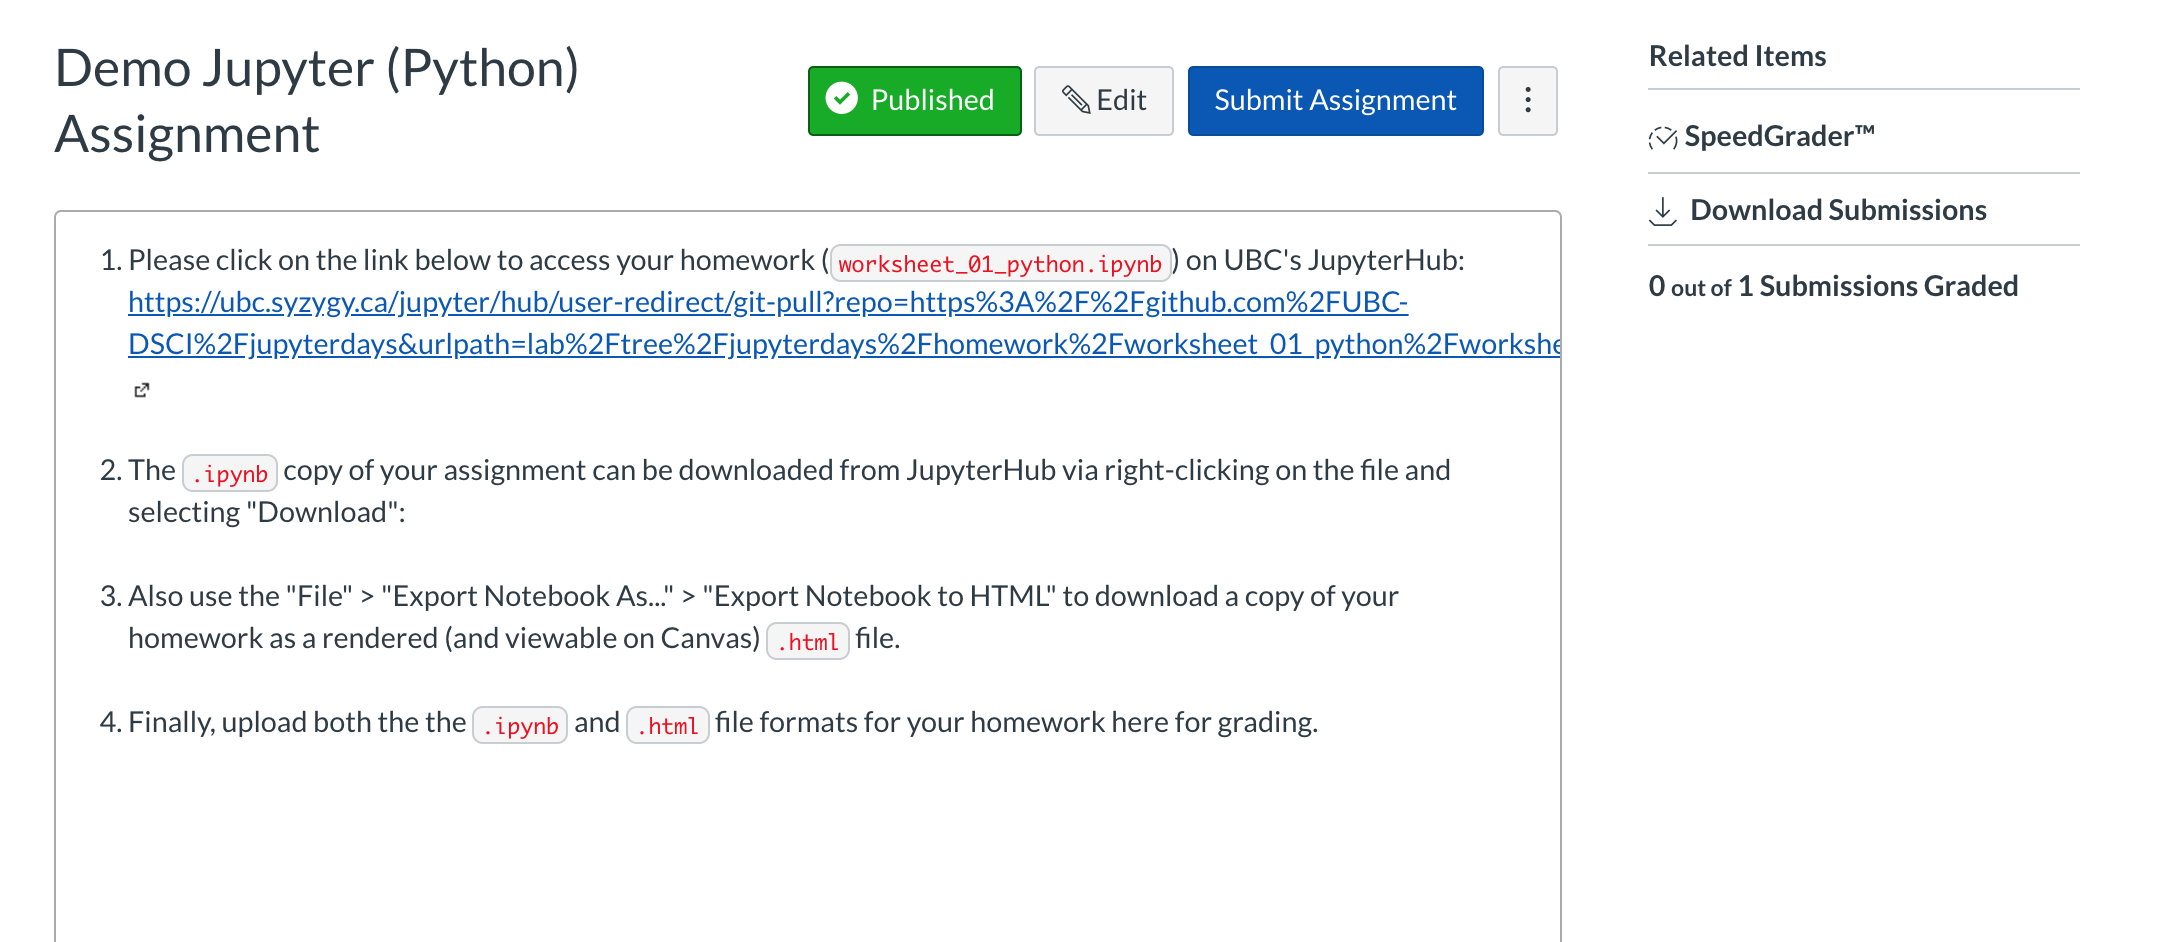 Demo Jupyter (Python)
Assignment
Published
Edit
Submit Assignment
1. Please click on the link below to access your homework (worksheet_01_python.ipynb) on UBC's JupyterHub:
https://ubc.syzygy.ca/jupyter/hub/user-redirect/git-pull?repo=https%3A%2F%2Fgithub.com%2FUBC-
DSCI%2Fjupyterdays&urlpath=lab%2Ftree%2Fjupyterdays%2Fhomework%2Fworksheet_01_python%2Fworkshe
2. The .ipynb copy of your assignment can be downloaded from JupyterHub via right-clicking on the file and
selecting "Download":
3. Also use the "File" > "Export Notebook As..." > "Export Notebook to HTML" to download a copy of your
homework as a rendered (and viewable on Canvas) .html file.
4. Finally, upload both the the .ipynb and .html file formats for your homework here for grading.
Related Items
SpeedGrader™
Download Submissions
0 out of 1 Submissions Graded